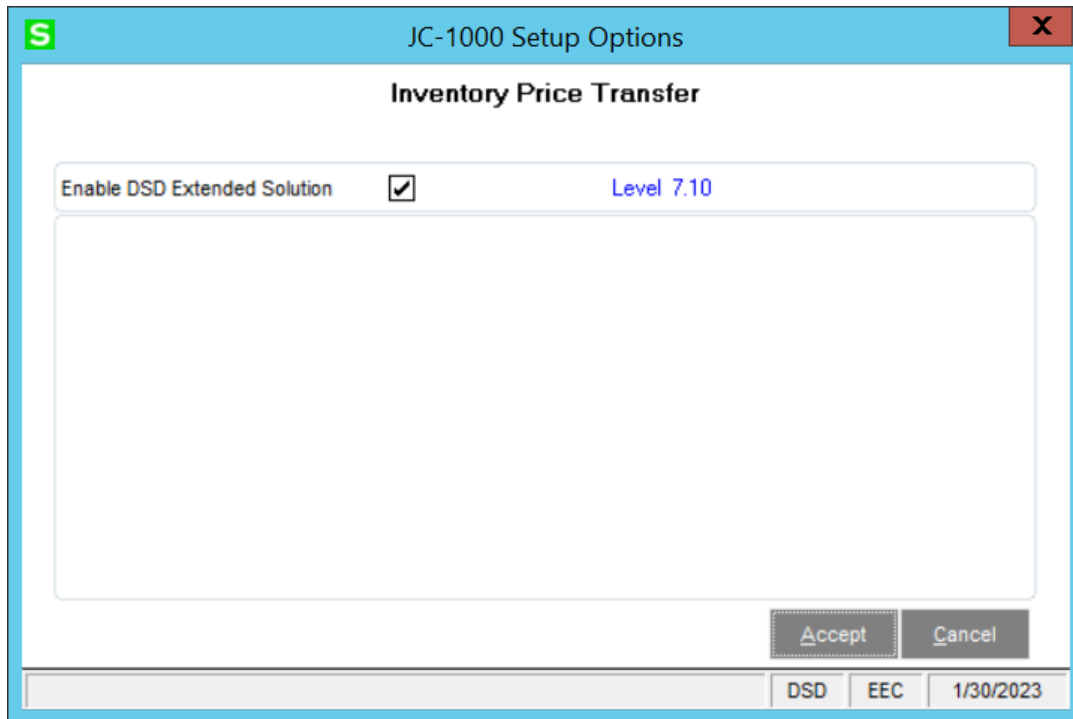 S
JC-1000 Setup Options
X
Inventory Price Transfer
Enable DSD Extended Solution
Level 7.10
Accept
Cancel
DSD
EEC
1/30/2023